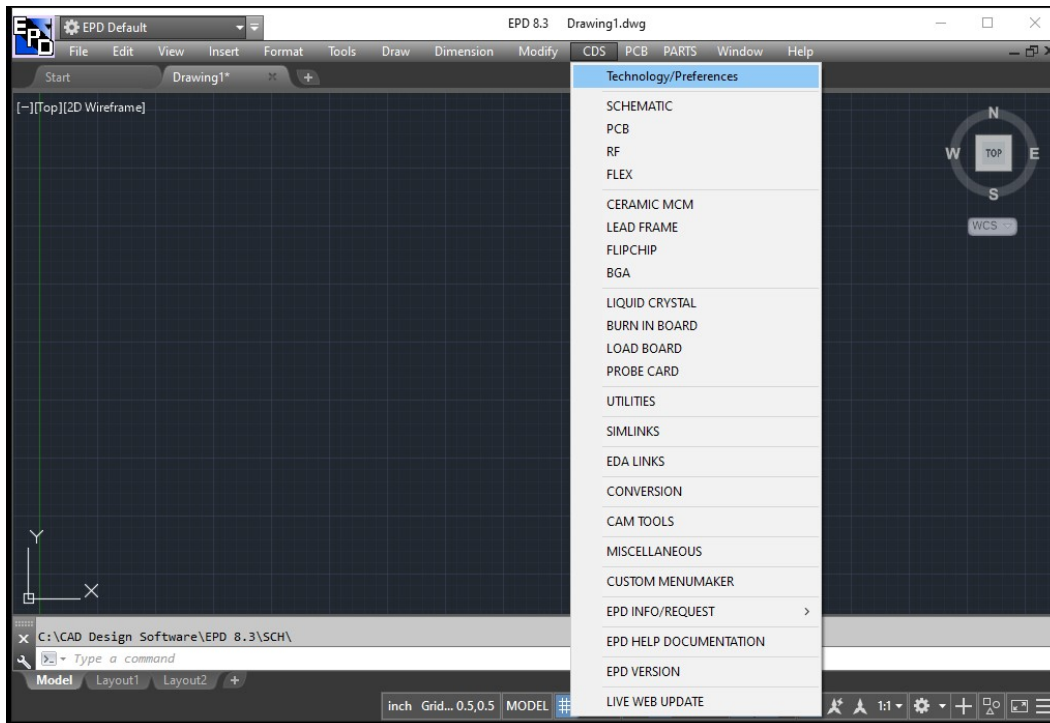 EPD
EPD Default
EPD 8.3 Drawing1.dwg
File Edit View Insert Format Tools Draw Dimension Modify CDS PCB PARTS Window Help
Start Drawing1* +
[−][Top][2D Wireframe]
Technology/Preferences
SCHEMATIC
PCB
RF
FLEX
CERAMIC MCM
LEAD FRAME
FLIPCHIP
BGA
LIQUID CRYSTAL
BURN IN BOARD
LOAD BOARD
PROBE CARD
UTILITIES
SIMLINKS
EDA LINKS
CONVERSION
CAM TOOLS
MISCELLANEOUS
CUSTOM MENUMAKER
EPD INFO/REQUEST
EPD HELP DOCUMENTATION
EPD VERSION
LIVE WEB UPDATE
N
W TOP E
S
WCS
Y
X
C:\CAD Design Software\EPD 8.3\SCH\
Type a command
Model Layout1 Layout2 +
inch Grid... 0.5,0.5 MODEL 1:1